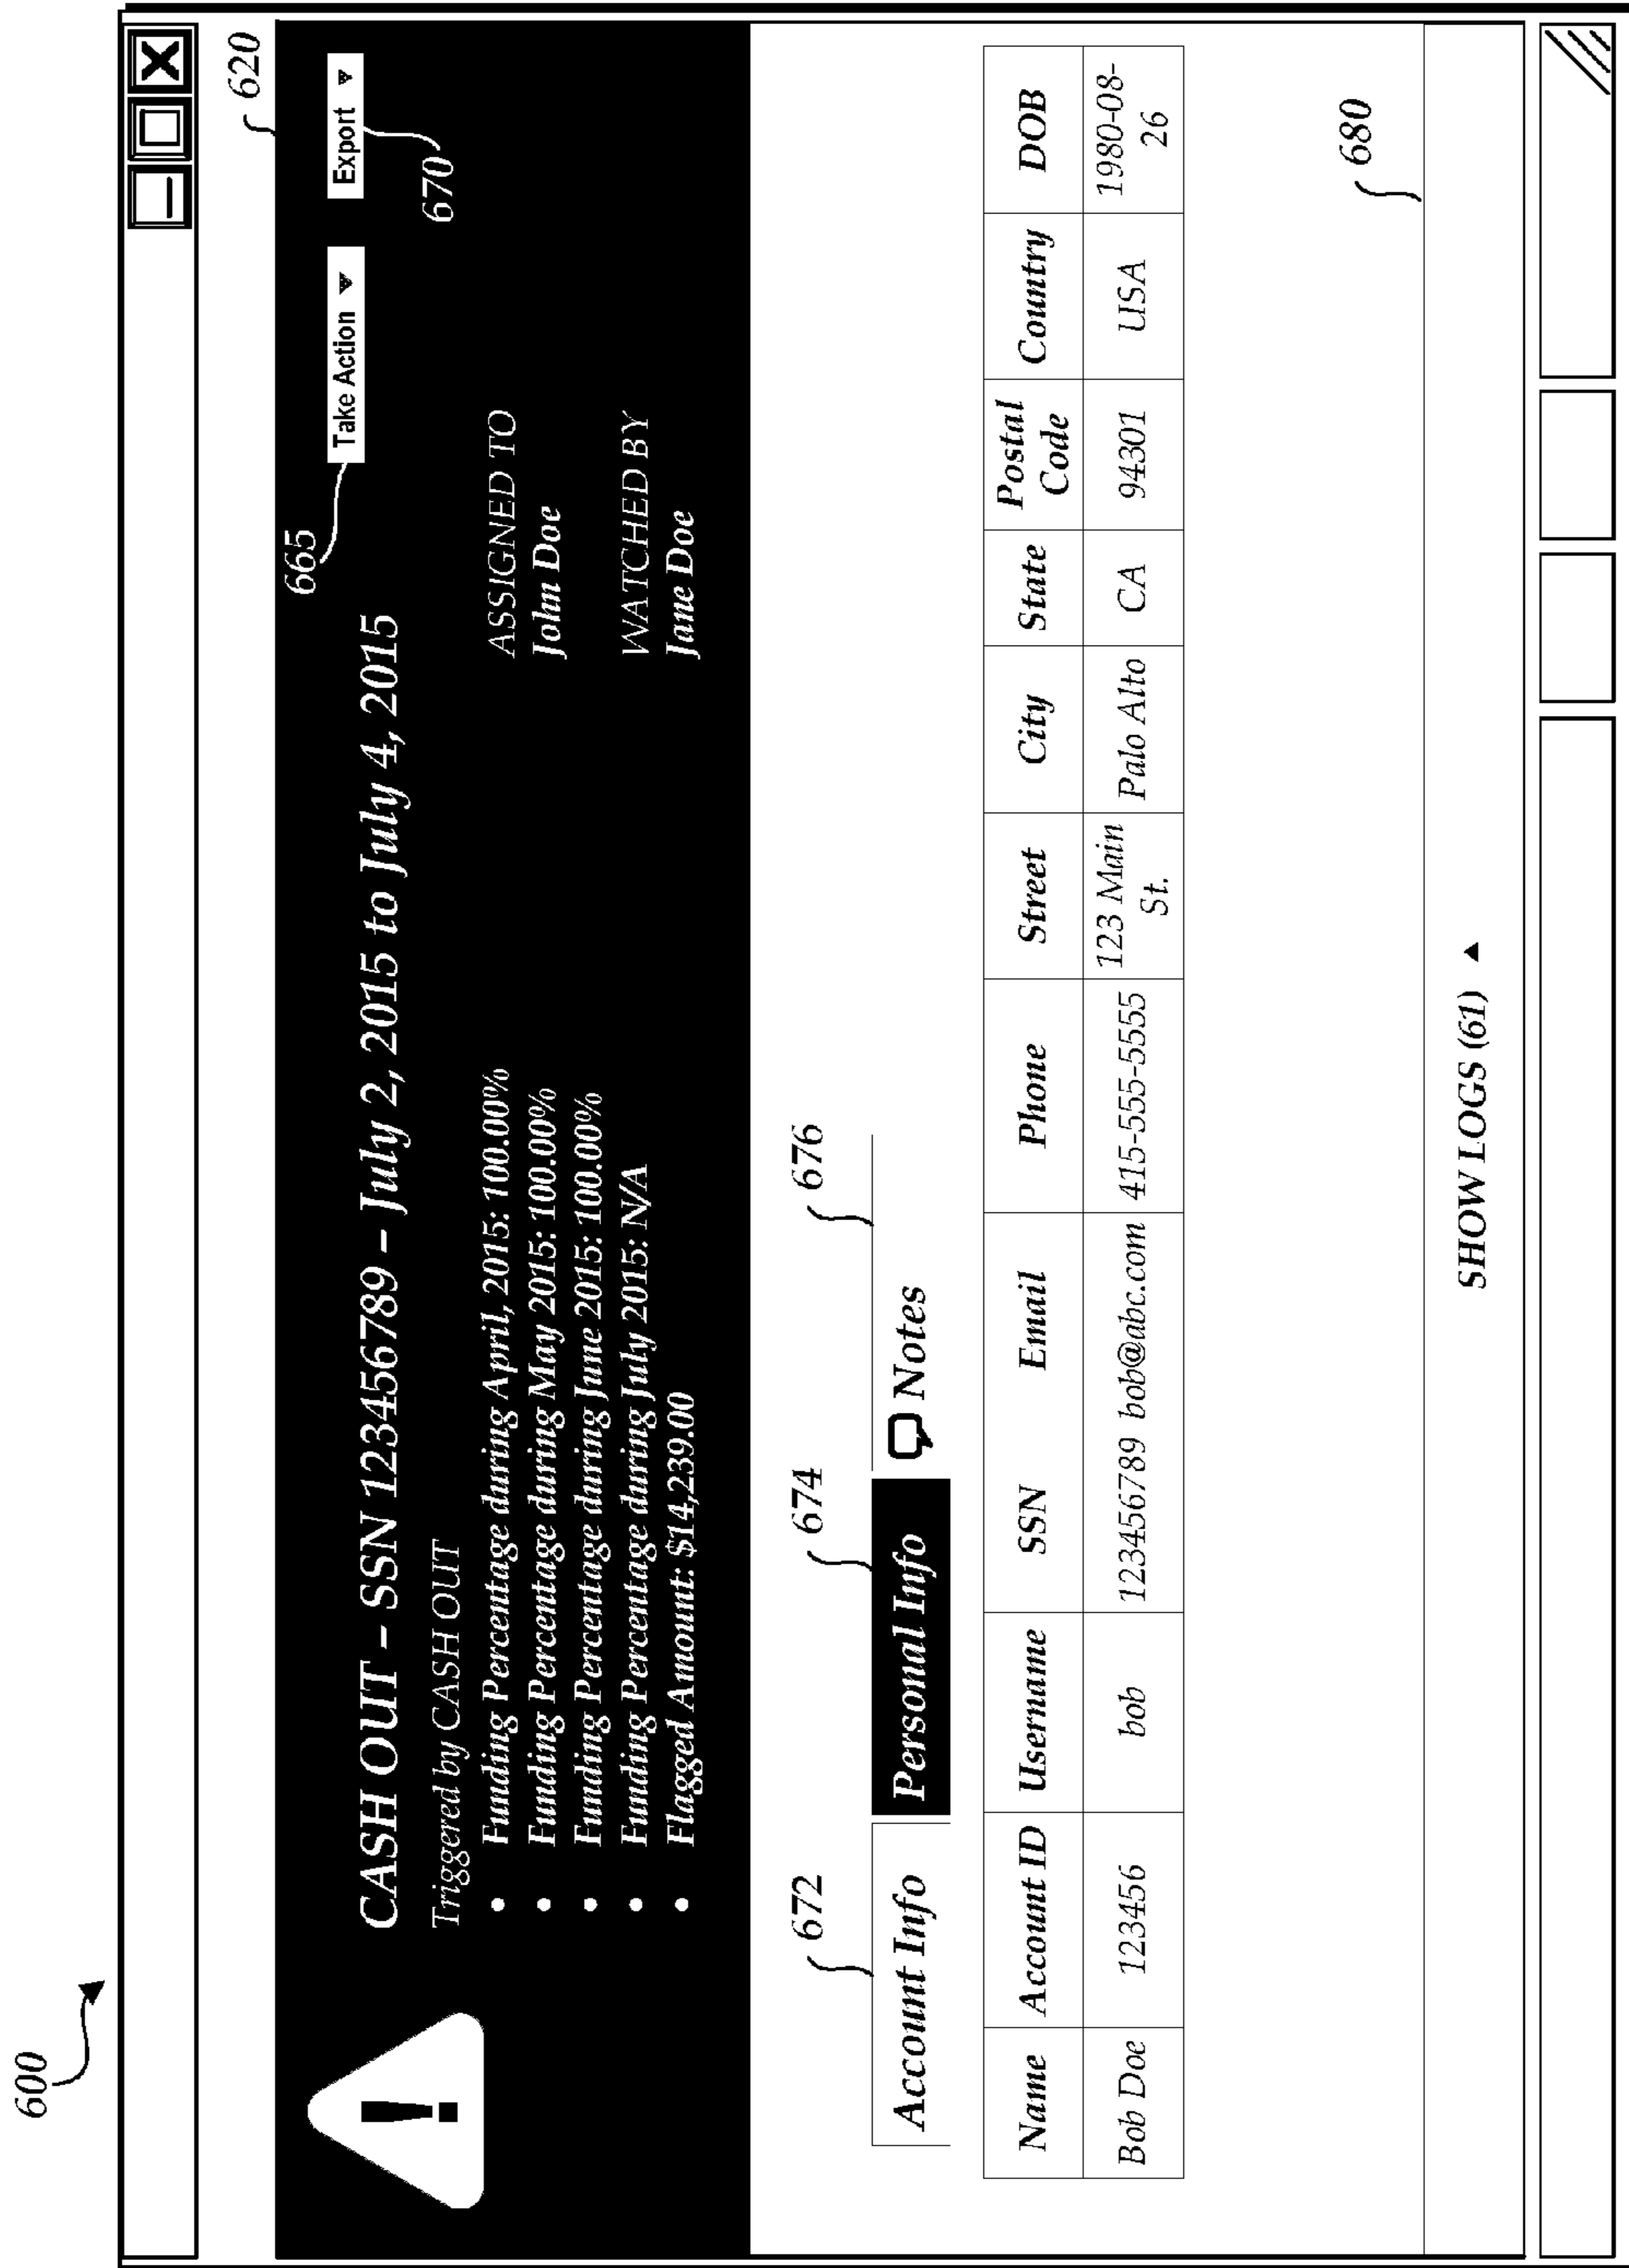 600
620
665
Take Action
Export
670
CASH OUT – SSN 123456789 – July 2, 2015 to July 4, 2015
Triggered by CASH OUT
• Funding Percentage during April, 2015: 100.00%
• Funding Percentage during May 2015: 100.00%
• Funding Percentage during June 2015: 100.00%
• Funding Percentage during July 2015: N/A
• Flagged Amount: $14,239.00
ASSIGNED TO
John Doe
WATCHED BY
Jane Doe
672
674
676
Account Info
Personal Info
Notes
Name Account ID Username SSN Email Phone Street City State Postal Code Country DOB
Bob Doe 123456 bob 123456789 bob@abc.com 415-555-5555 123 Main St. Palo Alto CA 94301 USA 1980-08-26
680
SHOW LOGS (61)